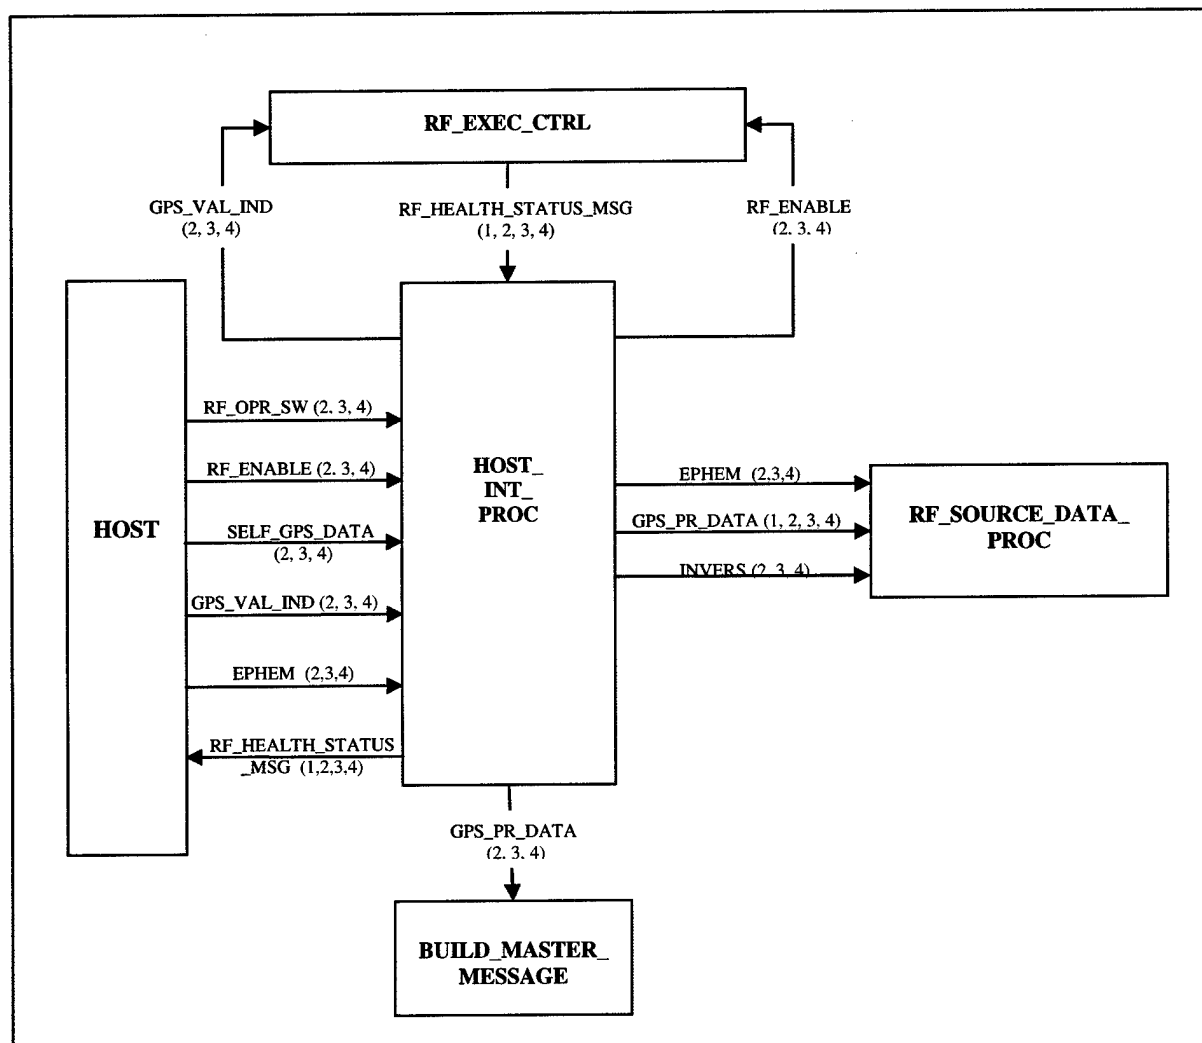 RF_EXEC_CTRL
GPS_VAL_IND
(2, 3, 4)
RF_HEALTH_STATUS_MSG
(1, 2, 3, 4)
RF_ENABLE
(2, 3, 4)
HOST
RF_OPR_SW (2, 3, 4)
RF_ENABLE (2, 3, 4)
SELF_GPS_DATA
(2, 3, 4)
GPS_VAL_IND (2, 3, 4)
EPHEM (2,3,4)
RF_HEALTH_STATUS
_MSG (1,2,3,4)
HOST_
INT_
PROC
EPHEM (2,3,4)
GPS_PR_DATA (1, 2, 3, 4)
INVERS (2, 3, 4)
RF_SOURCE_DATA_
PROC
GPS_PR_DATA
(2, 3, 4)
BUILD_MASTER_
MESSAGE